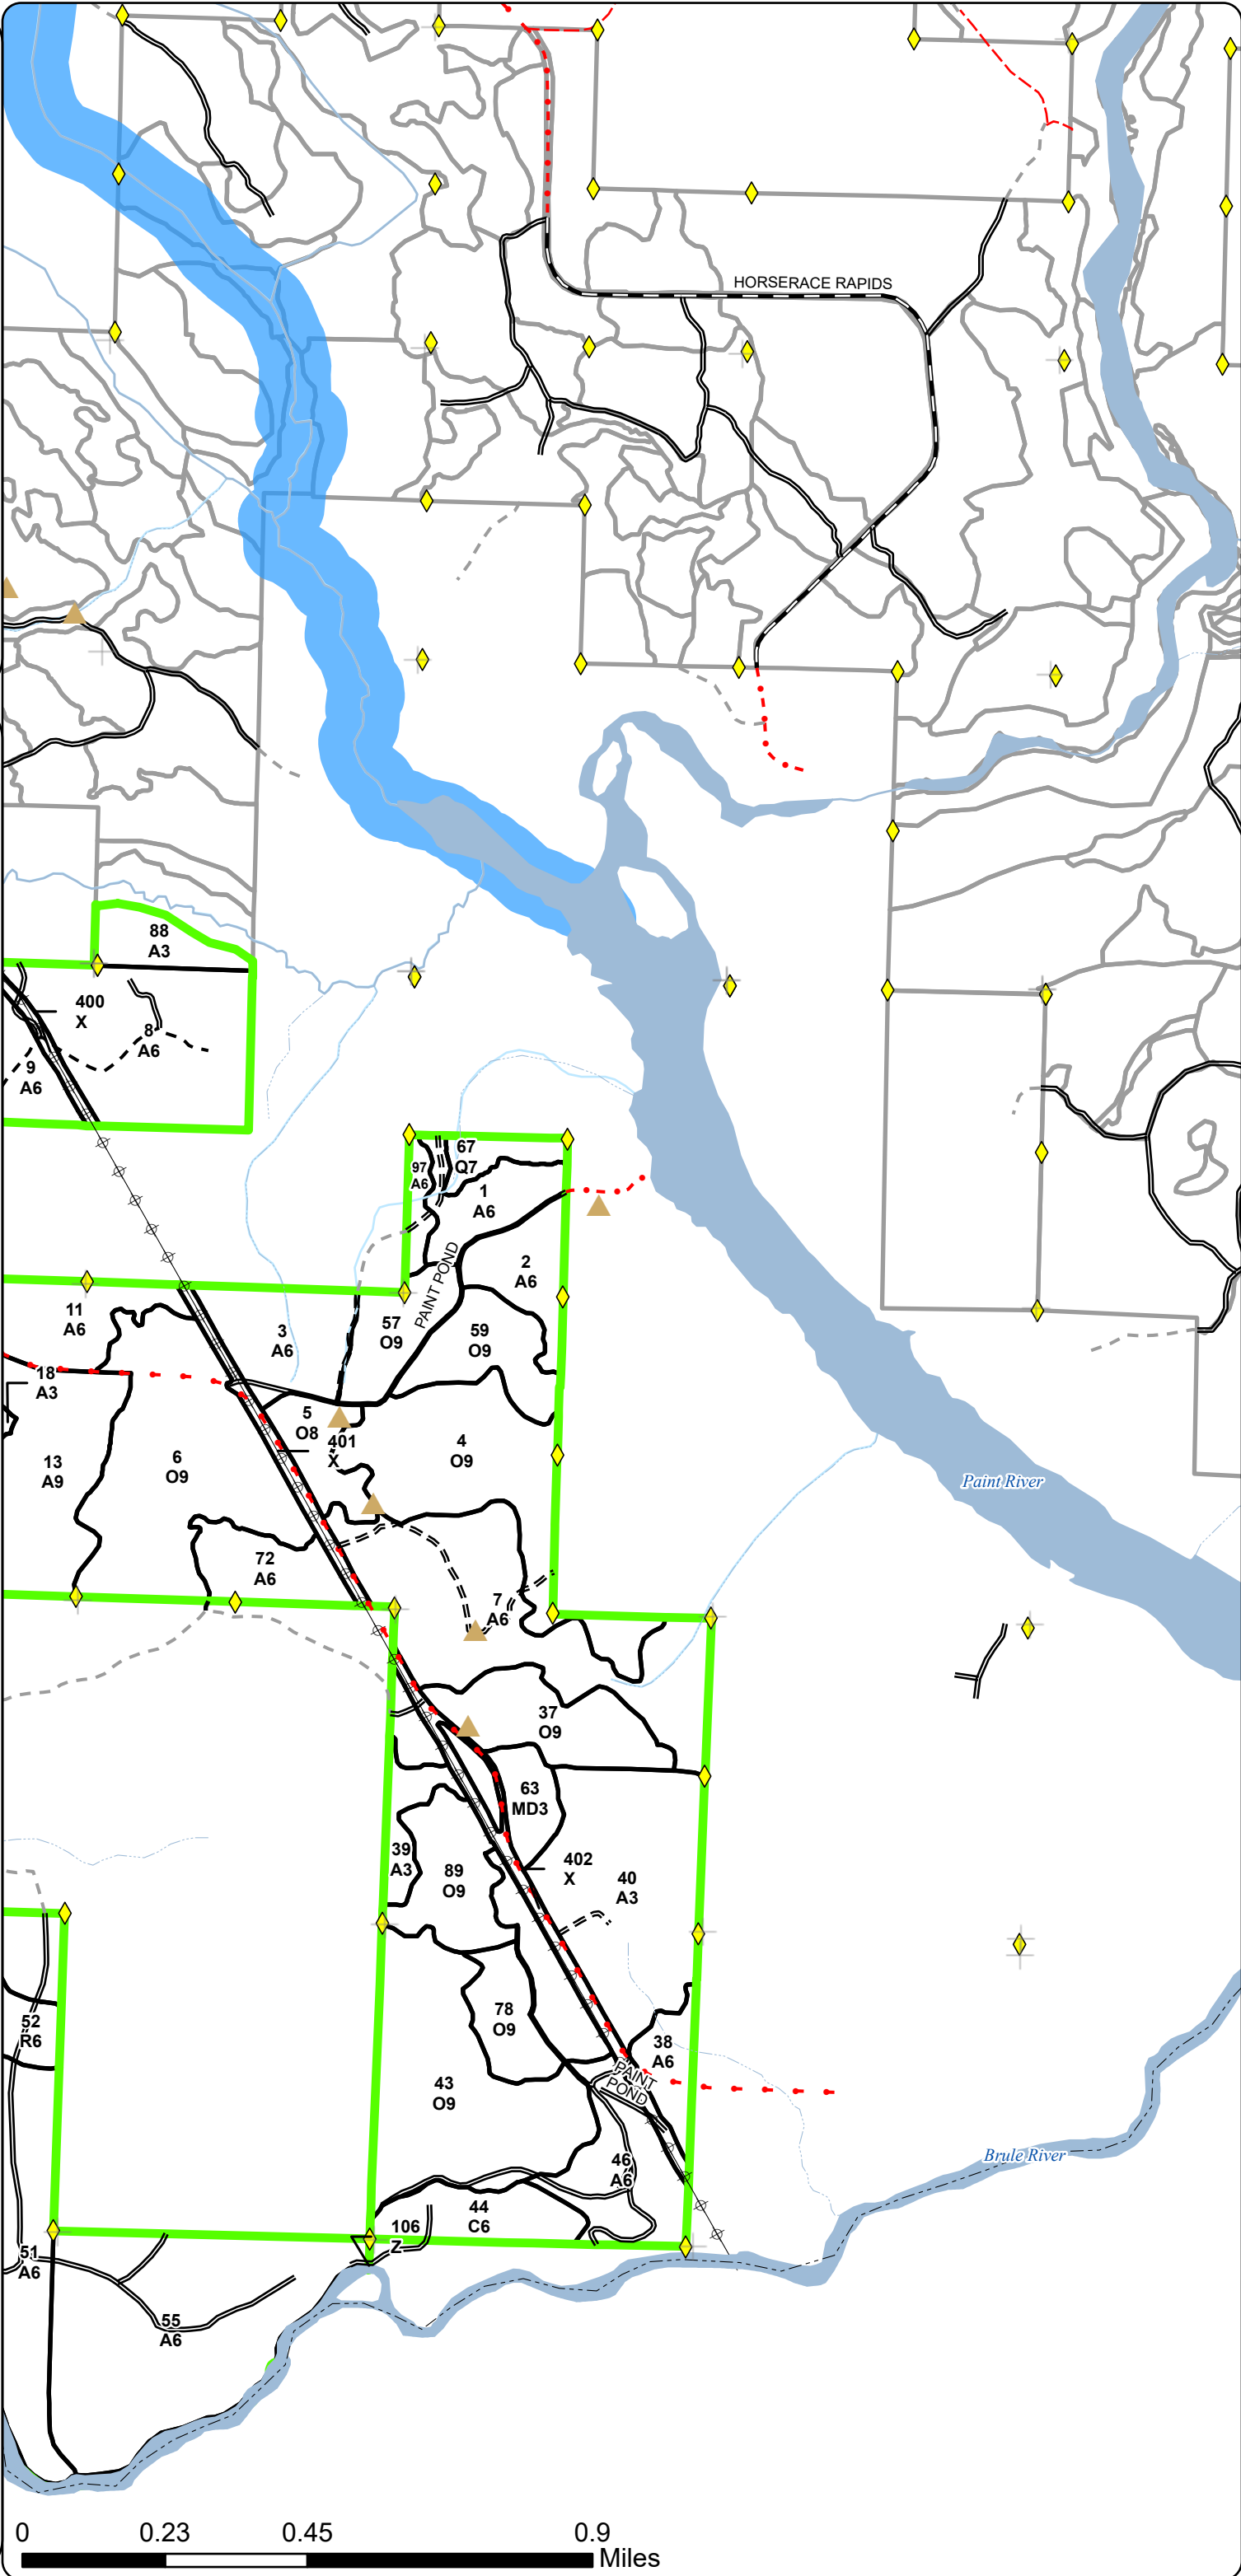 HORSERACE RAPIDS
88
A3
400
X
8
A6
9
A6
67
Q7
97
A6
1
A6
2
A6
PAINT POND
11
A6
3
A6
57
O9
59
O9
18
A3
5
O8
401
X
4
O9
13
A9
6
O9
Paint River
72
A6
7
A6
37
O9
63
MD3
39
A3
89
O9
402
X
40
A3
52
R6
78
O9
38
A6
PAINT
POND
43
O9
Brule River
46
A6
44
C6
106
Z
51
A6
55
A6
0 0.23 0.45 0.9
Miles